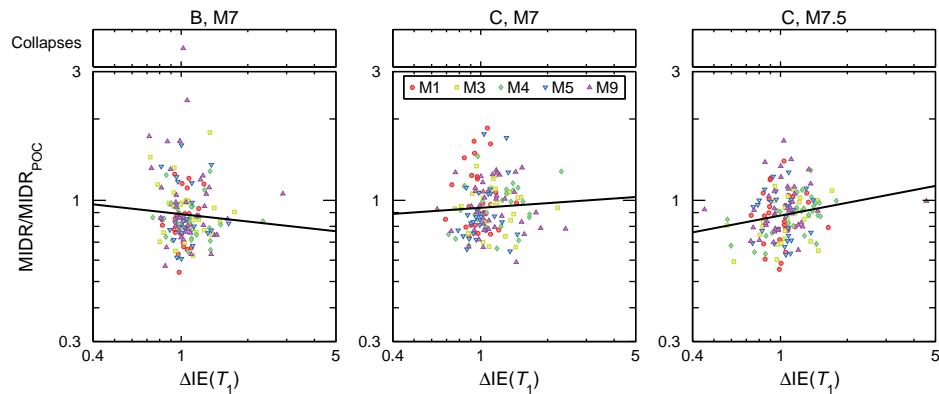 B, M7
C, M7
C, M7.5
Collapses
3
3
3
M1 M3 M4 M5 M9
MIDR/MIDR_POC
1
1
1
0.3
0.3
0.3
0.4 1 5
0.4 1 5
0.4 1 5
ΔIE(T_1)
ΔIE(T_1)
ΔIE(T_1)